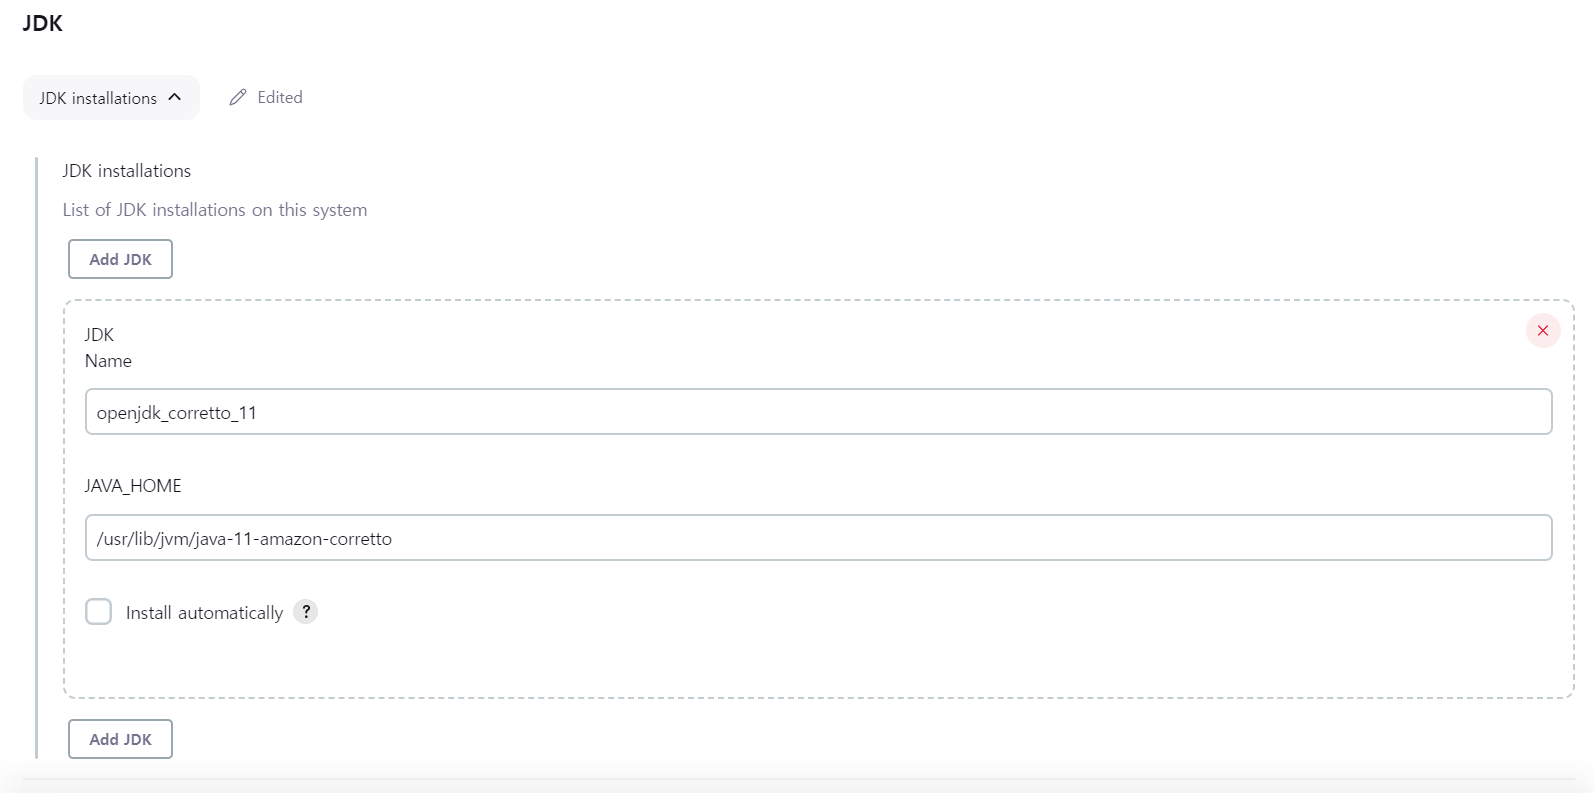 JDK
JDK installations
Edited
JDK installations
List of JDK installations on this system
Add JDK
JDK
Name
openjdk_corretto_11
JAVA_HOME
/usr/lib/jvm/java-11-amazon-corretto
Install automatically ?
Add JDK